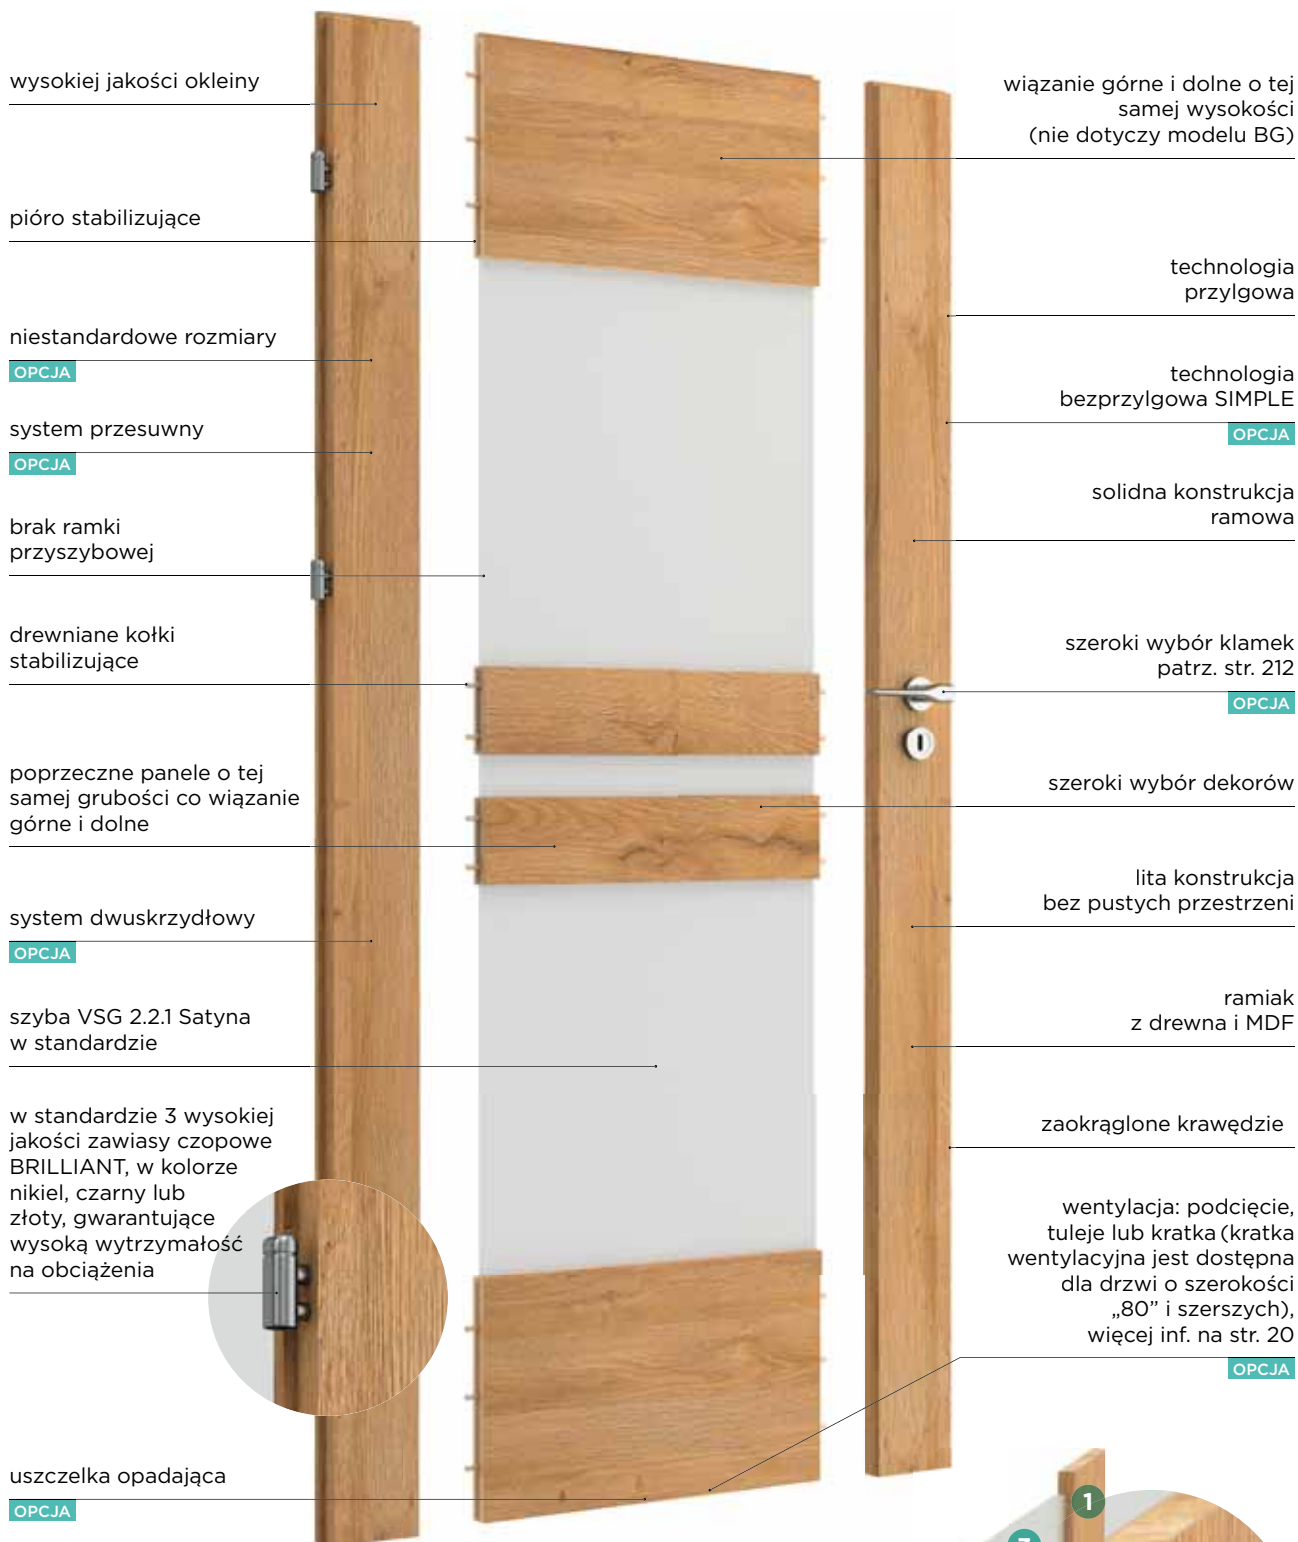 wysokiej jakości okleiny
pióro stabilizujące
niestandardowe rozmiary
OPCJA
system przesuwny
OPCJA
brak ramki
przyszybowej
drewniane kołki
stabilizujące
poprzeczne panele o tej
samej grubości co wiązanie
górne i dolne
system dwuskrzydłowy
OPCJA
szyba VSG 2.2.1 Satyna
w standardzie
w standardzie 3 wysokiej
jakości zawiasy czopowe
BRILLIANT, w kolorze
nikiel, czarny lub
złoty, gwarantujące
wysoką wytrzymałość
na obciążenia
uszczelka opadająca
OPCJA
wiązanie górne i dolne o tej
samej wysokości
(nie dotyczy modelu BG)
technologia
przylgowa
technologia
bezprzylgowa SIMPLE
OPCJA
solidna konstrukcja
ramowa
szeroki wybór klamek
patrz. str. 212
OPCJA
szeroki wybór dekorów
lita konstrukcja
bez pustych przestrzeni
ramiak
z drewna i MDF
zaokrąglone krawędzie
wentylacja: podcięcie,
tuleje lub kratka (kratka
wentylacyjna jest dostępna
dla drzwi o szerokości
„80” i szerszych),
więcej inf. na str. 20
OPCJA
1